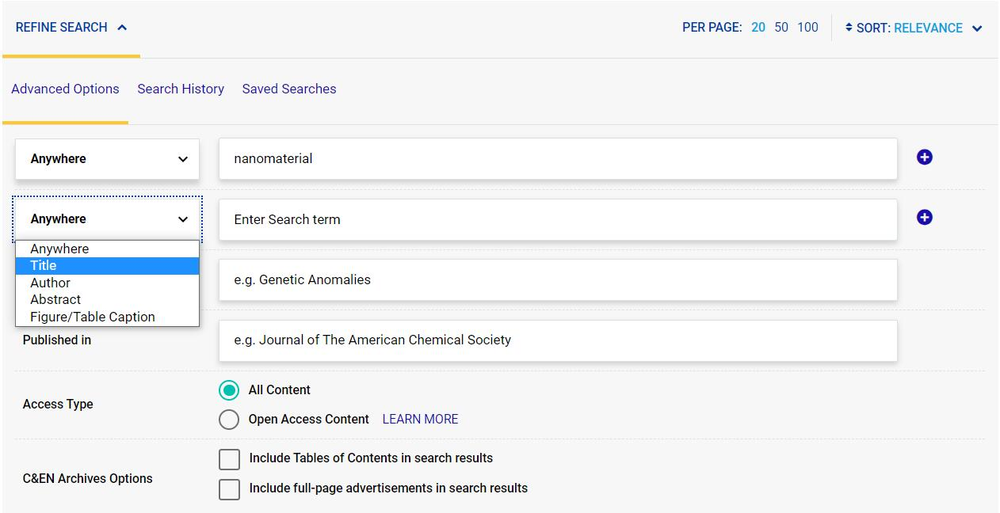 REFINE SEARCH PER PAGE: 20 50 100 SORT: RELEVANCE
Advanced Options Search History Saved Searches
Anywhere nanomaterial
Anywhere Enter Search term
Anywhere
Title
Author
Abstract
Figure/Table Caption
e.g. Genetic Anomalies
Published in e.g. Journal of The American Chemical Society
Access Type
All Content
Open Access Content LEARN MORE
C&EN Archives Options
Include Tables of Contents in search results
Include full-page advertisements in search results